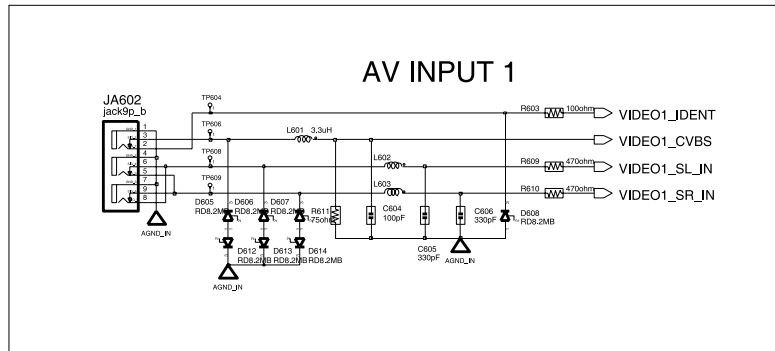 AV INPUT 1
JA602
jack9p_b
1
3
2
4
6
5
7
9
8
TP604
TP606
TP608
TP609
R603 100ohm
VIDEO1_IDENT
L601 3.3uH
VIDEO1_CVBS
L602
R609 470ohm
VIDEO1_SL_IN
L603
R610 470ohm
VIDEO1_SR_IN
D605 D606 D607
RD8.2MB RD8.2MB RD8.2MB
R611
75ohm
C604
100pF
C606
330pF
D608
RD8.2MB
D612 D613 D614
RD8.2MB RD8.2MB RD8.2MB
C605
330pF
AGND_IN
AGND_IN
AGND_IN